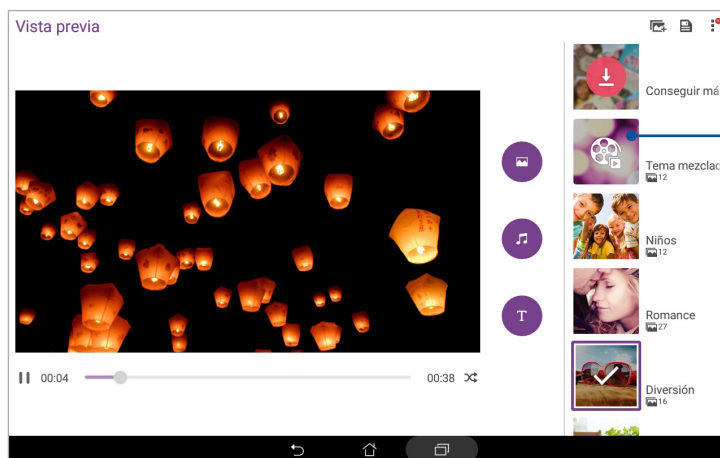 Vista previa
Conseguir má
Tema mezclad
12
Niños
12
Romance
27
Diversión
16
T
00:04
00:38